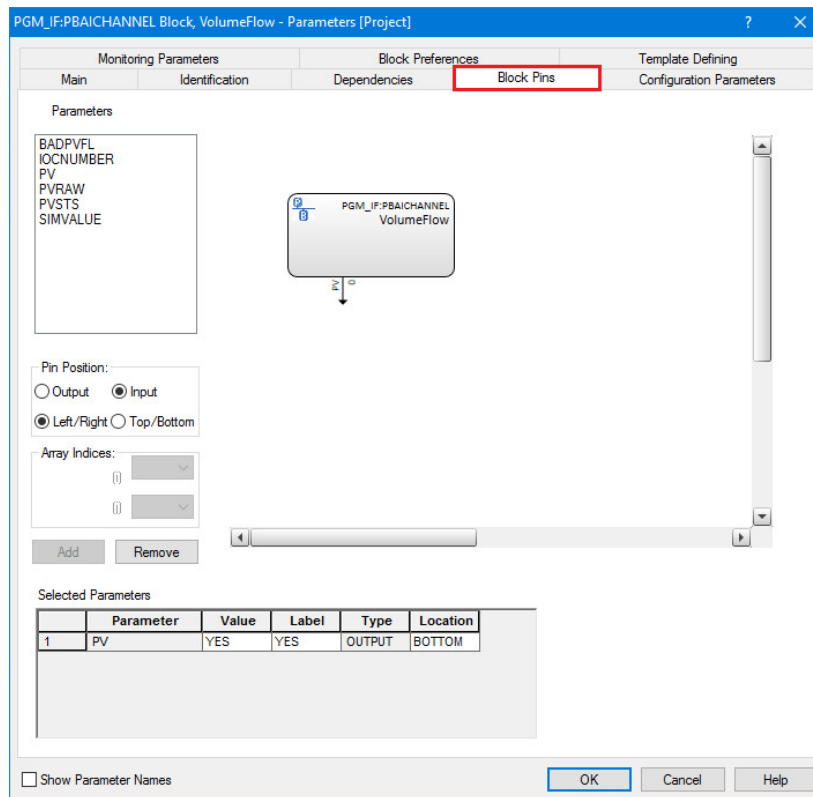 PGM_IF:PBAICHANNEL Block, VolumeFlow - Parameters [Project]
?
Monitoring Parameters Block Preferences Template Defining
Main Identification Dependencies Block Pins Configuration Parameters
Parameters
BADPVFL
IOCNUMBER
PV
PVRAW
PVSTS
SIMVALUE
PGM_IF:PBAICHANNEL
VolumeFlow
PV 0
Pin Position:
Output Input
Left/Right Top/Bottom
Array Indices:
[i]
[j]
Add Remove
Selected Parameters
Parameter Value Label Type Location
1 PV YES YES OUTPUT BOTTOM
Show Parameter Names
OK Cancel Help